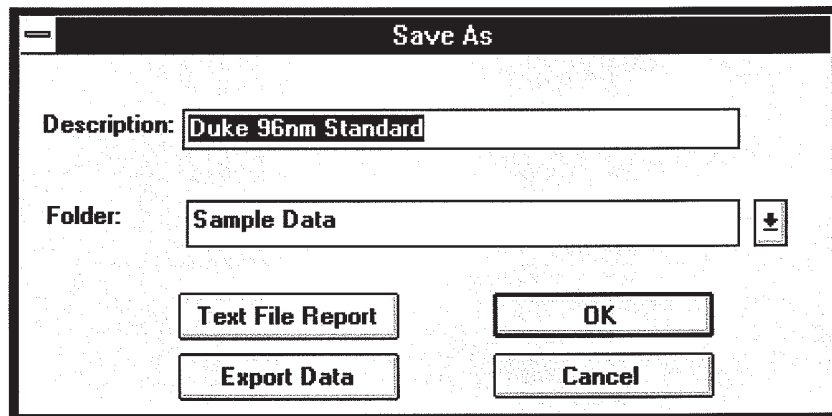 Save As
Description: Duke 96nm Standard
Folder: Sample Data
Text File Report OK
Export Data Cancel